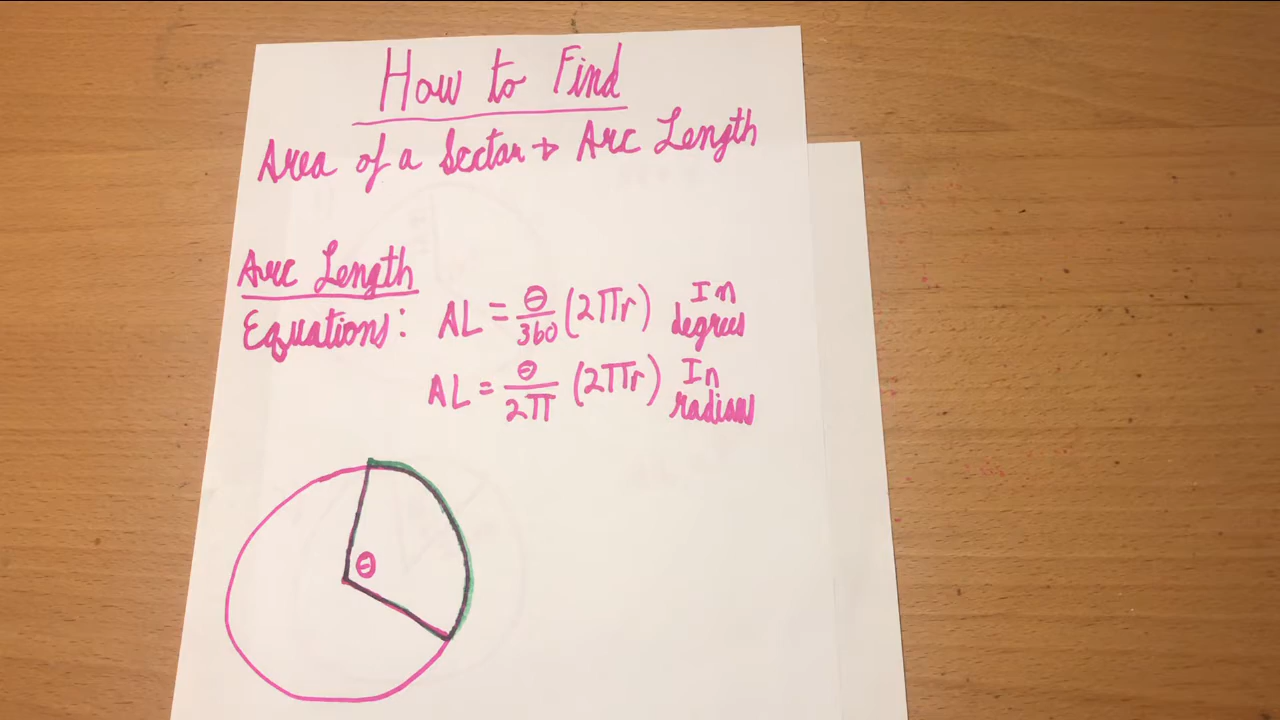 How to Find
Area of a Sector + Arc Length
Arc Length
Equations:
AL = θ/360 (2πr) In degrees
AL = θ/2π (2πr) In radians
θ